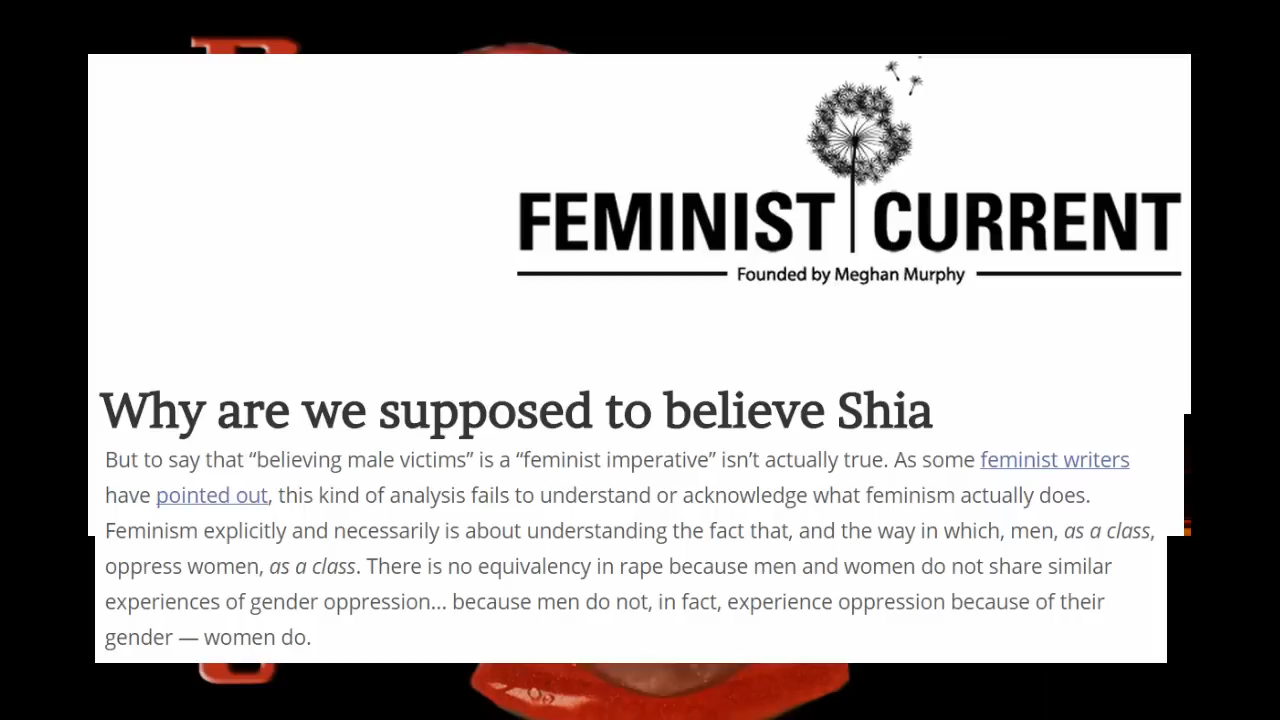 FEMINIST CURRENT
Founded by Meghan Murphy
Why are we supposed to believe Shia
But to say that “believing male victims” is a “feminist imperative” isn’t actually true. As some feminist writers
have pointed out, this kind of analysis fails to understand or acknowledge what feminism actually does.
Feminism explicitly and necessarily is about understanding the fact that, and the way in which, men, as a class,
oppress women, as a class. There is no equivalency in rape because men and women do not share similar
experiences of gender oppression... because men do not, in fact, experience oppression because of their
gender — women do.